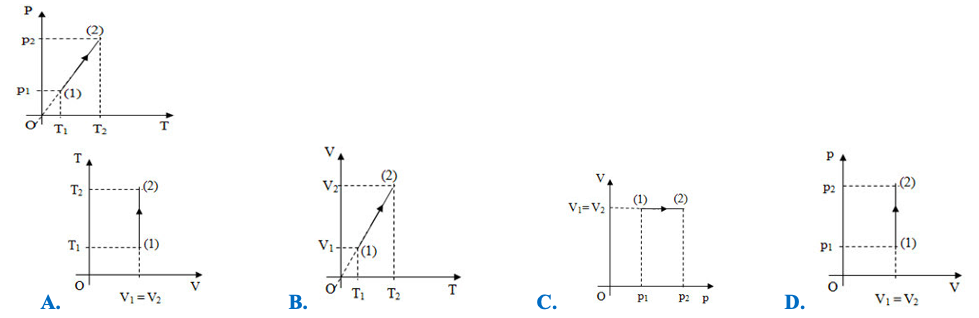 P
p2
(2)
p1
(1)
O
T1
T2
T
T
T2
(2)
T1
(1)
O
V1 = V2
V
A.
V
V2
(2)
V1
(1)
O
T1
T2
T
B.
V
V1= V2
(1)
(2)
O
p1
p2
p
C.
p
p2
(2)
p1
(1)
O
V1 = V2
V
D.